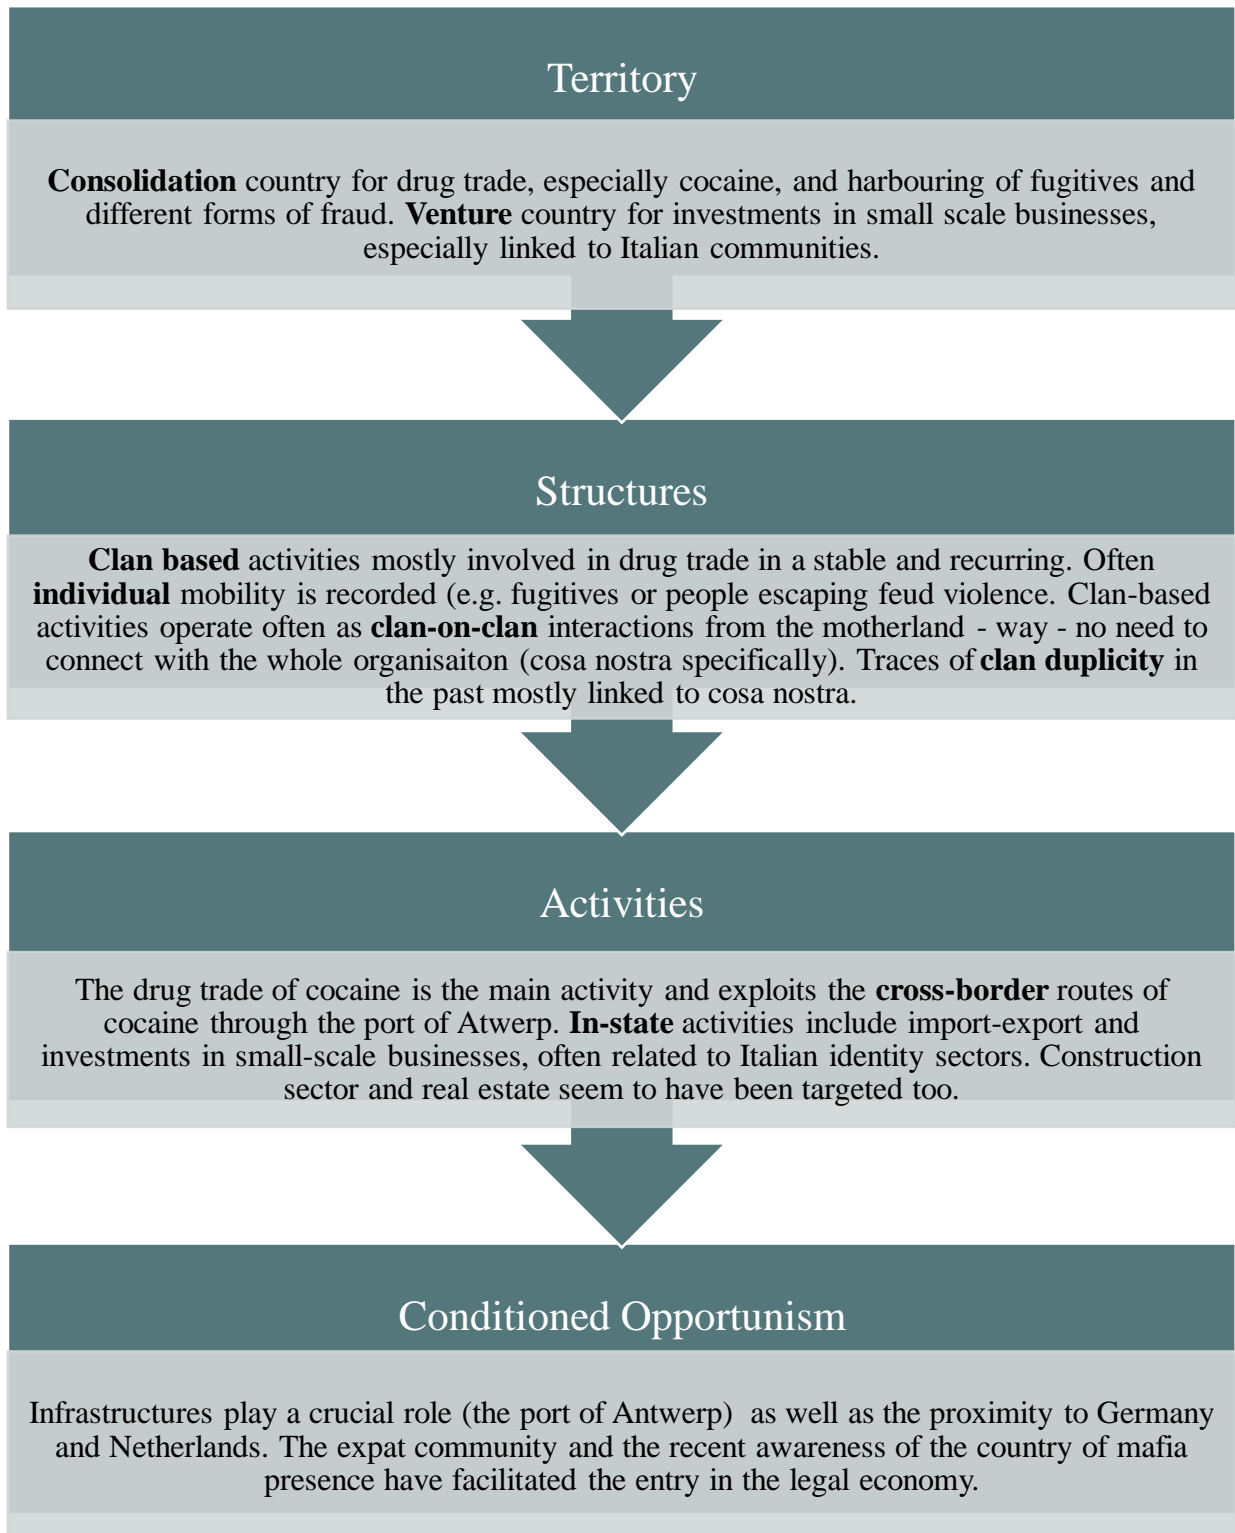 Territory
Consolidation country for drug trade, especially cocaine, and harbouring of fugitives and
different forms of fraud. Venture country for investments in small scale businesses,
especially linked to Italian communities.
Structures
Clan based activities mostly involved in drug trade in a stable and recurring. Often
individual mobility is recorded (e.g. fugitives or people escaping feud violence. Clan-based
activities operate often as clan-on-clan interactions from the motherland - way - no need to
connect with the whole organisaiton (cosa nostra specifically). Traces of clan duplicity in
the past mostly linked to cosa nostra.
Activities
The drug trade of cocaine is the main activity and exploits the cross-border routes of
cocaine through the port of Atwerp. In-state activities include import-export and
investments in small-scale businesses, often related to Italian identity sectors. Construction
sector and real estate seem to have been targeted too.
Conditioned Opportunism
Infrastructures play a crucial role (the port of Antwerp) as well as the proximity to Germany
and Netherlands. The expat community and the recent awareness of the country of mafia
presence have facilitated the entry in the legal economy.